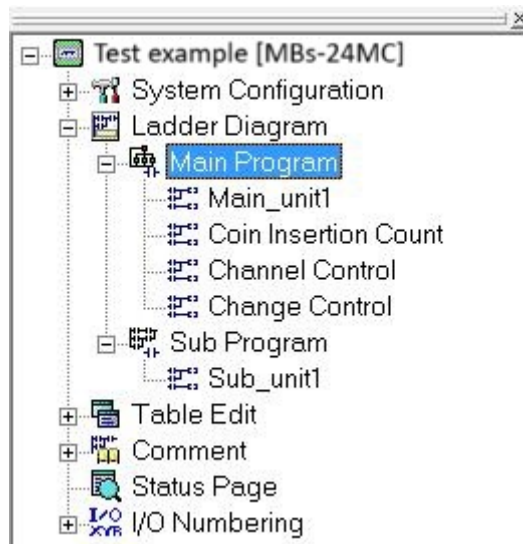 Test example [MBs-24MC]
System Configuration
Ladder Diagram
Main Program
Main_unit1
Coin Insertion Count
Channel Control
Change Control
Sub Program
Sub_unit1
Table Edit
Comment
Status Page
I/O Numbering